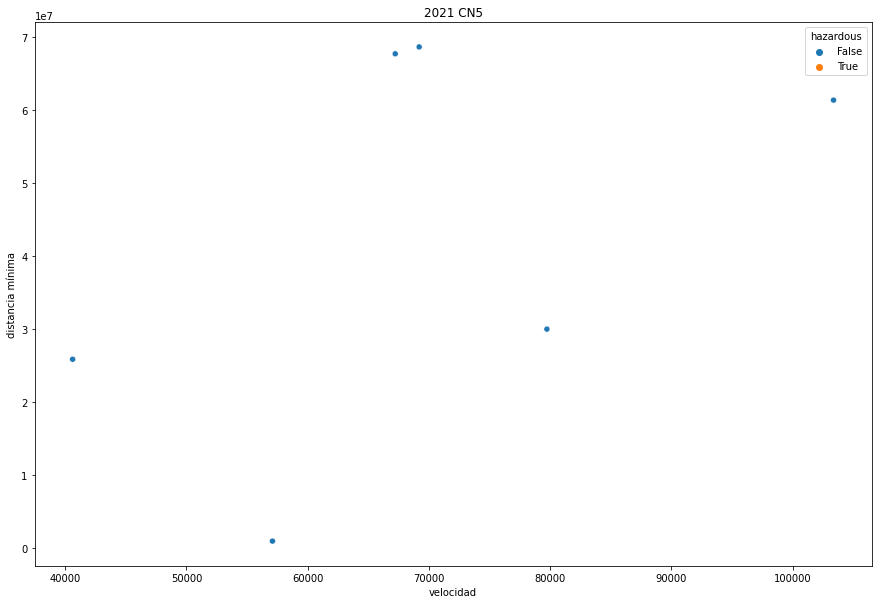 2021 CN5
1e7
hazardous
False
True
7
6
5
4
3
2
1
0
distancia mínima
40000 50000 60000 70000 80000 90000 100000
velocidad